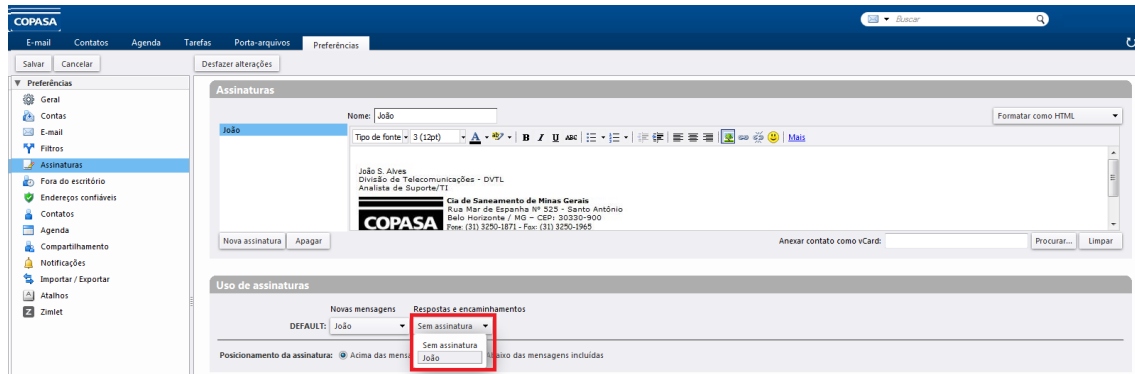 COPASA
Buscar
E-mail Contatos Agenda Tarefas Porta-arquivos Preferências
Salvar Cancelar Desfazer alterações
Preferências
Geral
Contas
E-mail
Filtros
Assinaturas
Fora do escritório
Endereços confiáveis
Contatos
Agenda
Compartilhamento
Notificações
Importar / Exportar
Atalhos
Zimlet
Assinaturas
Nome: João Formatar como HTML
João
Tipo de fonte 3 (12pt) A ab B I U ABC Mais
João S. Alves
Divisão de Telecomunicações - DVTL
Analista de Suporte/TI
COPASA
Cia de Saneamento de Minas Gerais
Rua Mar de Espanha Nº 525 - Santo Antônio
Belo Horizonte / MG – CEP: 30330-900
Fone: (31) 3250-1871 - Fax: (31) 3250-1965
Nova assinatura Apagar Anexar contato como vCard: Procurar... Limpar
Uso de assinaturas
Novas mensagens Respostas e encaminhamentos
DEFAULT: João Sem assinatura
Sem assinatura
João
Posicionamento da assinatura: Acima das mensa baixo das mensagens incluídas